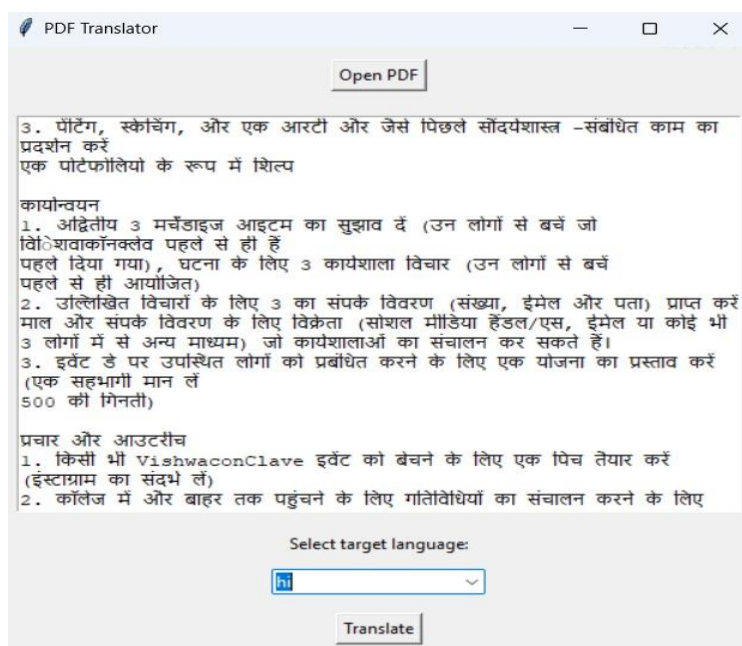 PDF Translator
Open PDF
3. पेंटिंग, स्केचिंग, और एक आरटी और जैसे पिछले सौंदर्यशास्त्र –संबंधित काम का
प्रदर्शन करें
एक पोर्टफोलियो के रूप में शिल्प
कार्यान्वयन
1. अद्वितीय 3 मर्चेंडाइज आइटम का सुझाव दें (उन लोगों से बचें जो
वििशवाकॉनक्लेव पहले से ही हैं
पहले दिया गया), घटना के लिए 3 कार्यशाला विचार (उन लोगों से बचें
पहले से ही आयोजित)
2. उल्लिखित विचारों के लिए 3 का संपर्क विवरण (संख्या, ईमेल और पता) प्राप्त करें
माल और संपर्क विवरण के लिए विक्रेता (सोशल मीडिया हैंडल/एस, ईमेल या कोई भी
3 लोगों में से अन्य माध्यम) जो कार्यशालाओं का संचालन कर सकते हैं।
3. इवेंट डे पर उपस्थित लोगों को प्रबंधित करने के लिए एक योजना का प्रस्ताव करें
(एक सहभागी मान लें
500 की गिनती)
प्रचार और आउटरीच
1. किसी भी VishwaconClave इवेंट को बेचने के लिए एक पिच तैयार करें
(इंस्टाग्राम का संदर्भ लें)
2. कॉलेज में और बाहर तक पहुंचने के लिए गतिविधियों का संचालन करने के लिए
Select target language:
hi
Translate